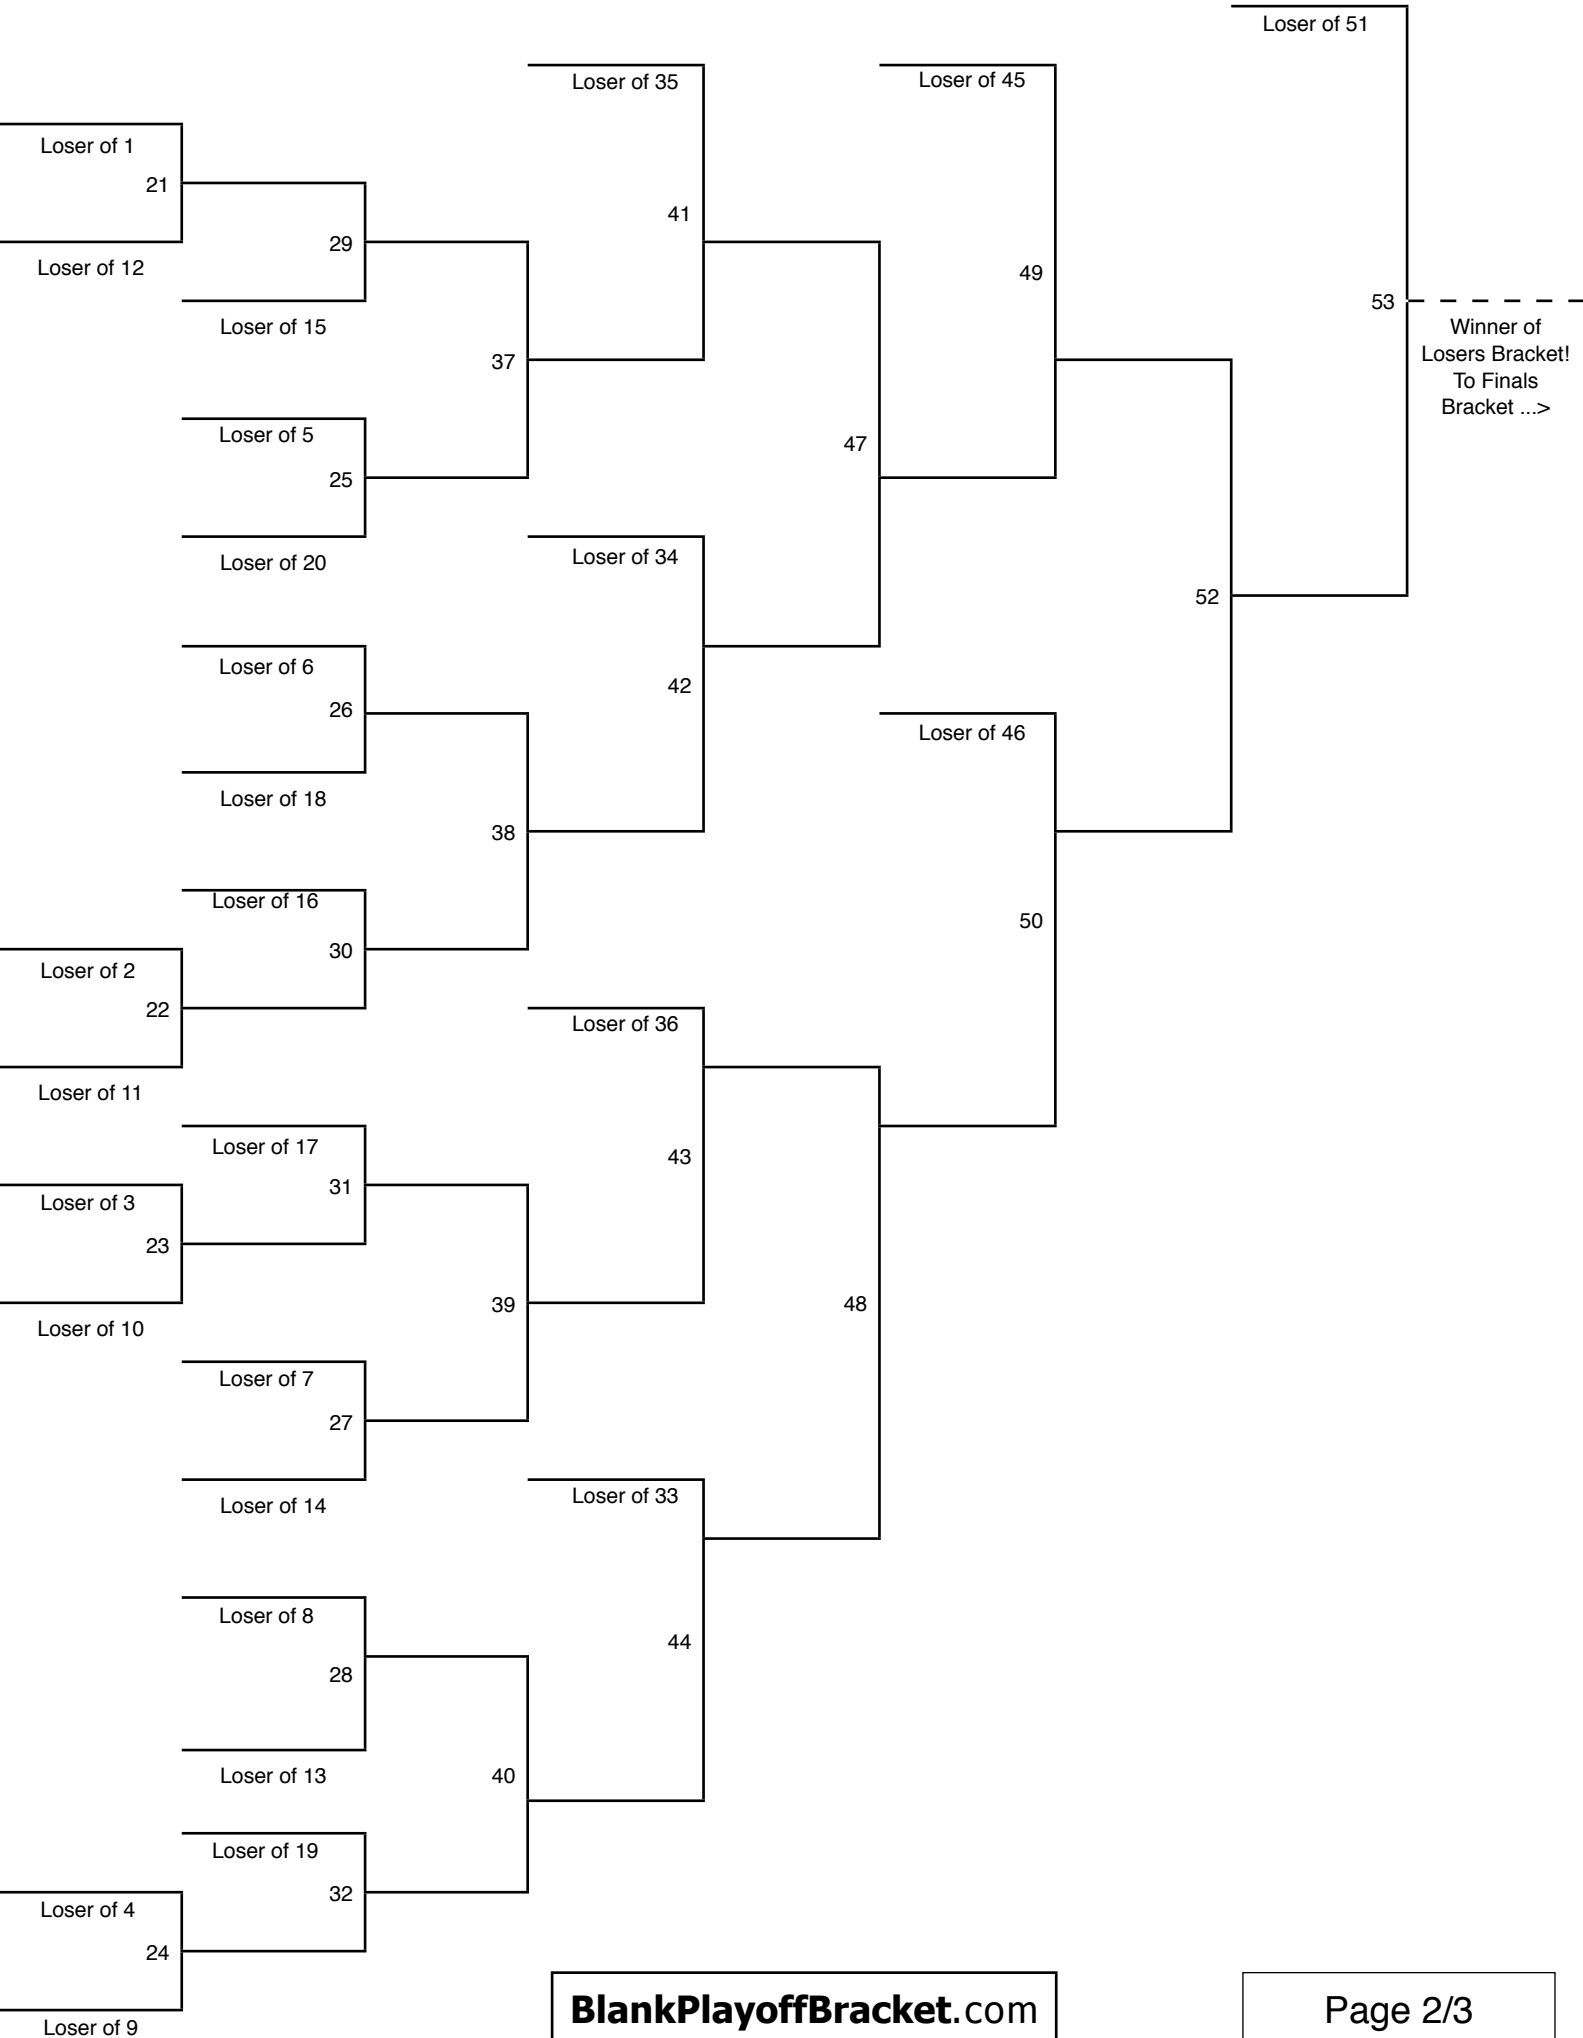 Loser of 51
Loser of 35
Loser of 45
Loser of 1
21
41
29
Loser of 12
49
53
Loser of 15
Winner of
Losers Bracket!
To Finals
Bracket ...>
37
Loser of 5
47
25
Loser of 20
Loser of 34
52
Loser of 6
42
26
Loser of 46
Loser of 18
38
Loser of 16
50
30
Loser of 2
22
Loser of 36
Loser of 11
Loser of 17
43
31
Loser of 3
23
39
48
Loser of 10
Loser of 7
27
Loser of 33
Loser of 14
Loser of 8
44
28
Loser of 13
40
Loser of 19
32
Loser of 4
24
BlankPlayoffBracket.com
Page 2/3
Loser of 9